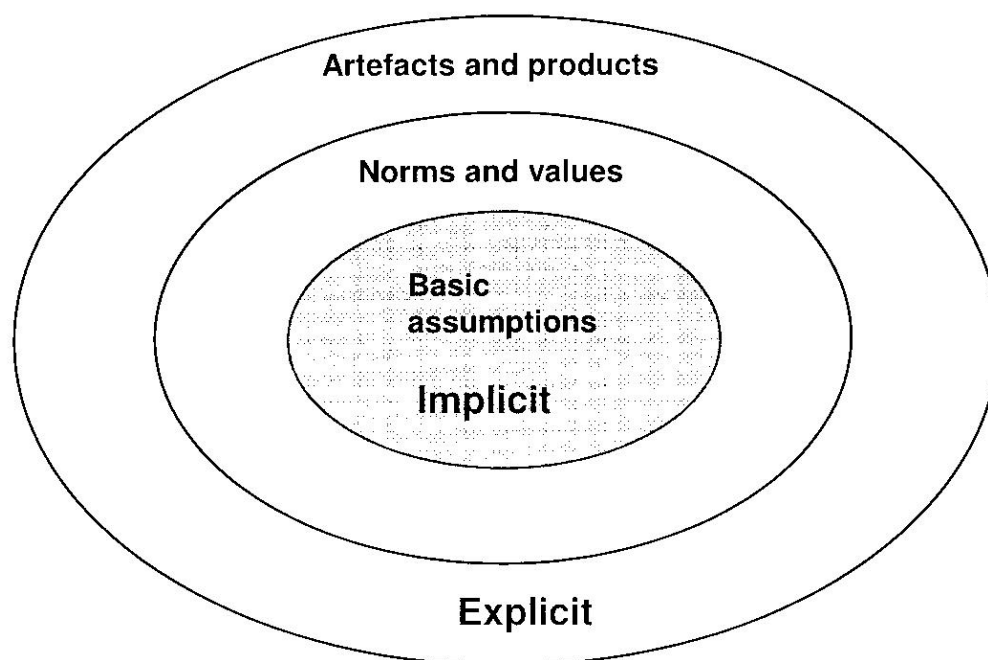 Artefacts and products
Norms and values
Basic
assumptions
Implicit
Explicit